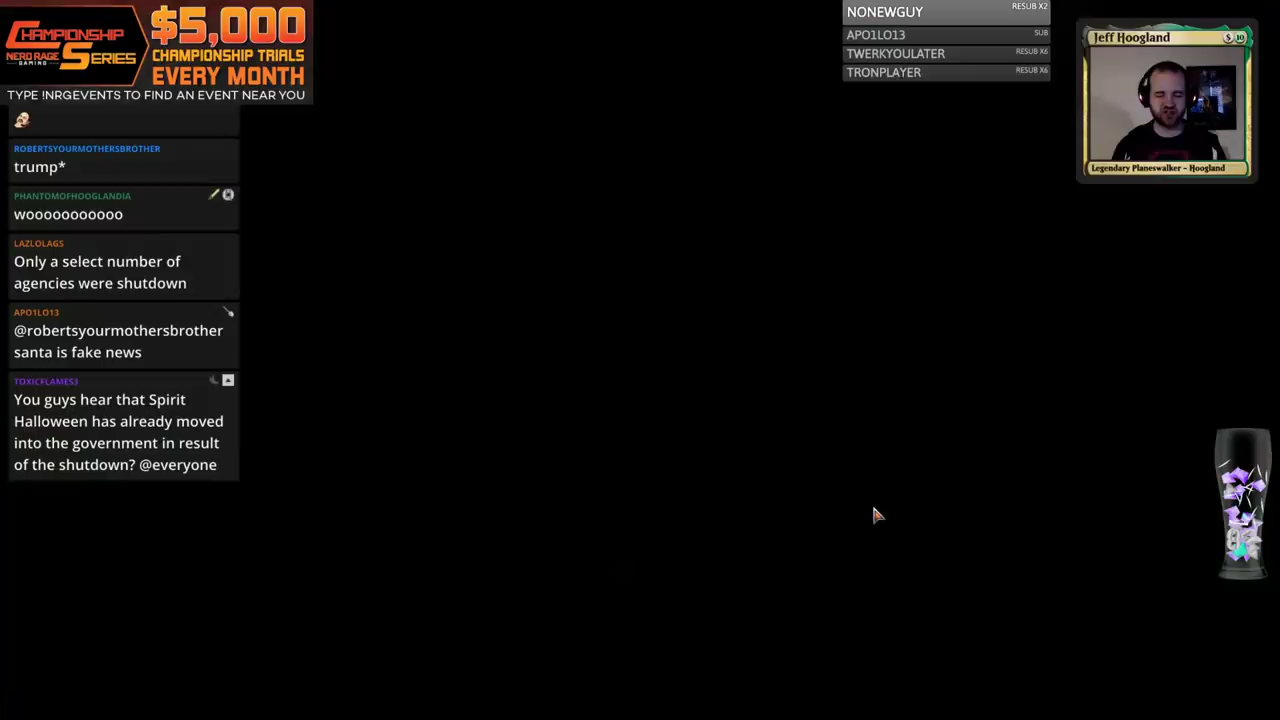 CHAMPIONSHIP
NERD RAGE
GAMING
SERIES
$5,000
CHAMPIONSHIP TRIALS
EVERY MONTH
TYPE !NRGEVENTS TO FIND AN EVENT NEAR YOU
ROBERTSYOURMOTHERSBROTHER
trump*
PHANTOMOFHOOGLANDIA
wooooooooooo
LAZLOLAGS
Only a select number of
agencies were shutdown
APO1LO13
@robertsyourmothersbrother
santa is fake news
TOXICFLAMES3
You guys hear that Spirit
Halloween has already moved
into the government in result
of the shutdown? @everyone
NONEWGUY RESUB X2
APO1LO13 SUB
TWERKYOULATER RESUB X6
TRONPLAYER RESUB X6
Jeff Hoogland S 10
Legendary Planeswalker - Hoogland